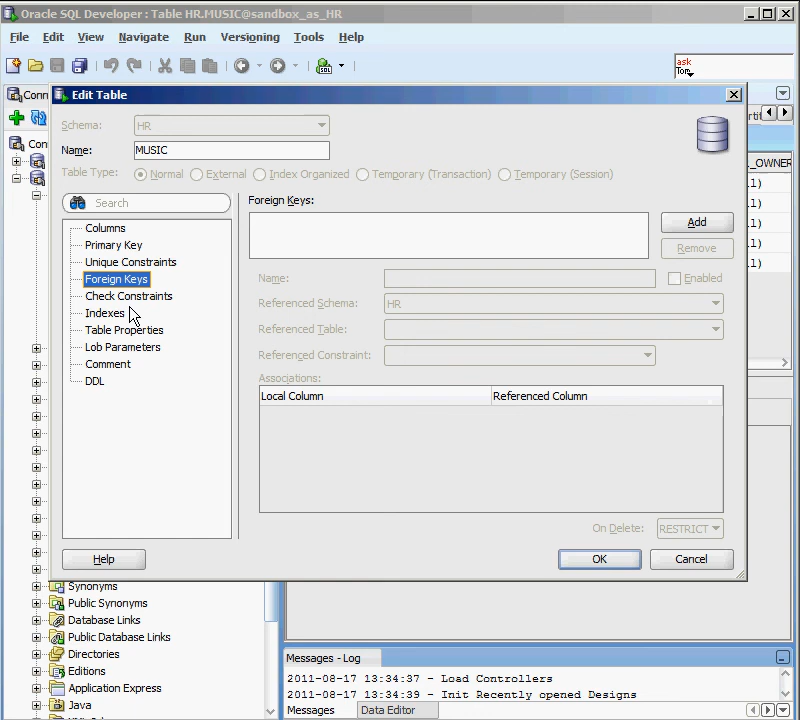 Oracle SQL Developer : Table HR.MUSIC@sandbox_as_HR
File Edit View Navigate Run Versioning Tools Help
SQL
ask
Tom
Conn
Edit Table
Schema: HR
Name: MUSIC
Table Type: Normal External Index Organized Temporary (Transaction) Temporary (Session)
Search
Columns
Primary Key
Unique Constraints
Foreign Keys
Check Constraints
Indexes
Table Properties
Lob Parameters
Comment
DDL
Foreign Keys:
Add
Remove
Name: Enabled
Referenced Schema: HR
Referenced Table:
Referenced Constraint:
Associations:
Local Column Referenced Column
On Delete: RESTRICT
Help OK Cancel
Con
_OWNER
Synonyms
Public Synonyms
Database Links
Public Database Links
Directories
Editions
Application Express
Java
Messages - Log
2011-08-17 13:34:37 - Load Controllers
2011-08-17 13:34:39 - Init Recently opened Designs
Messages Data Editor